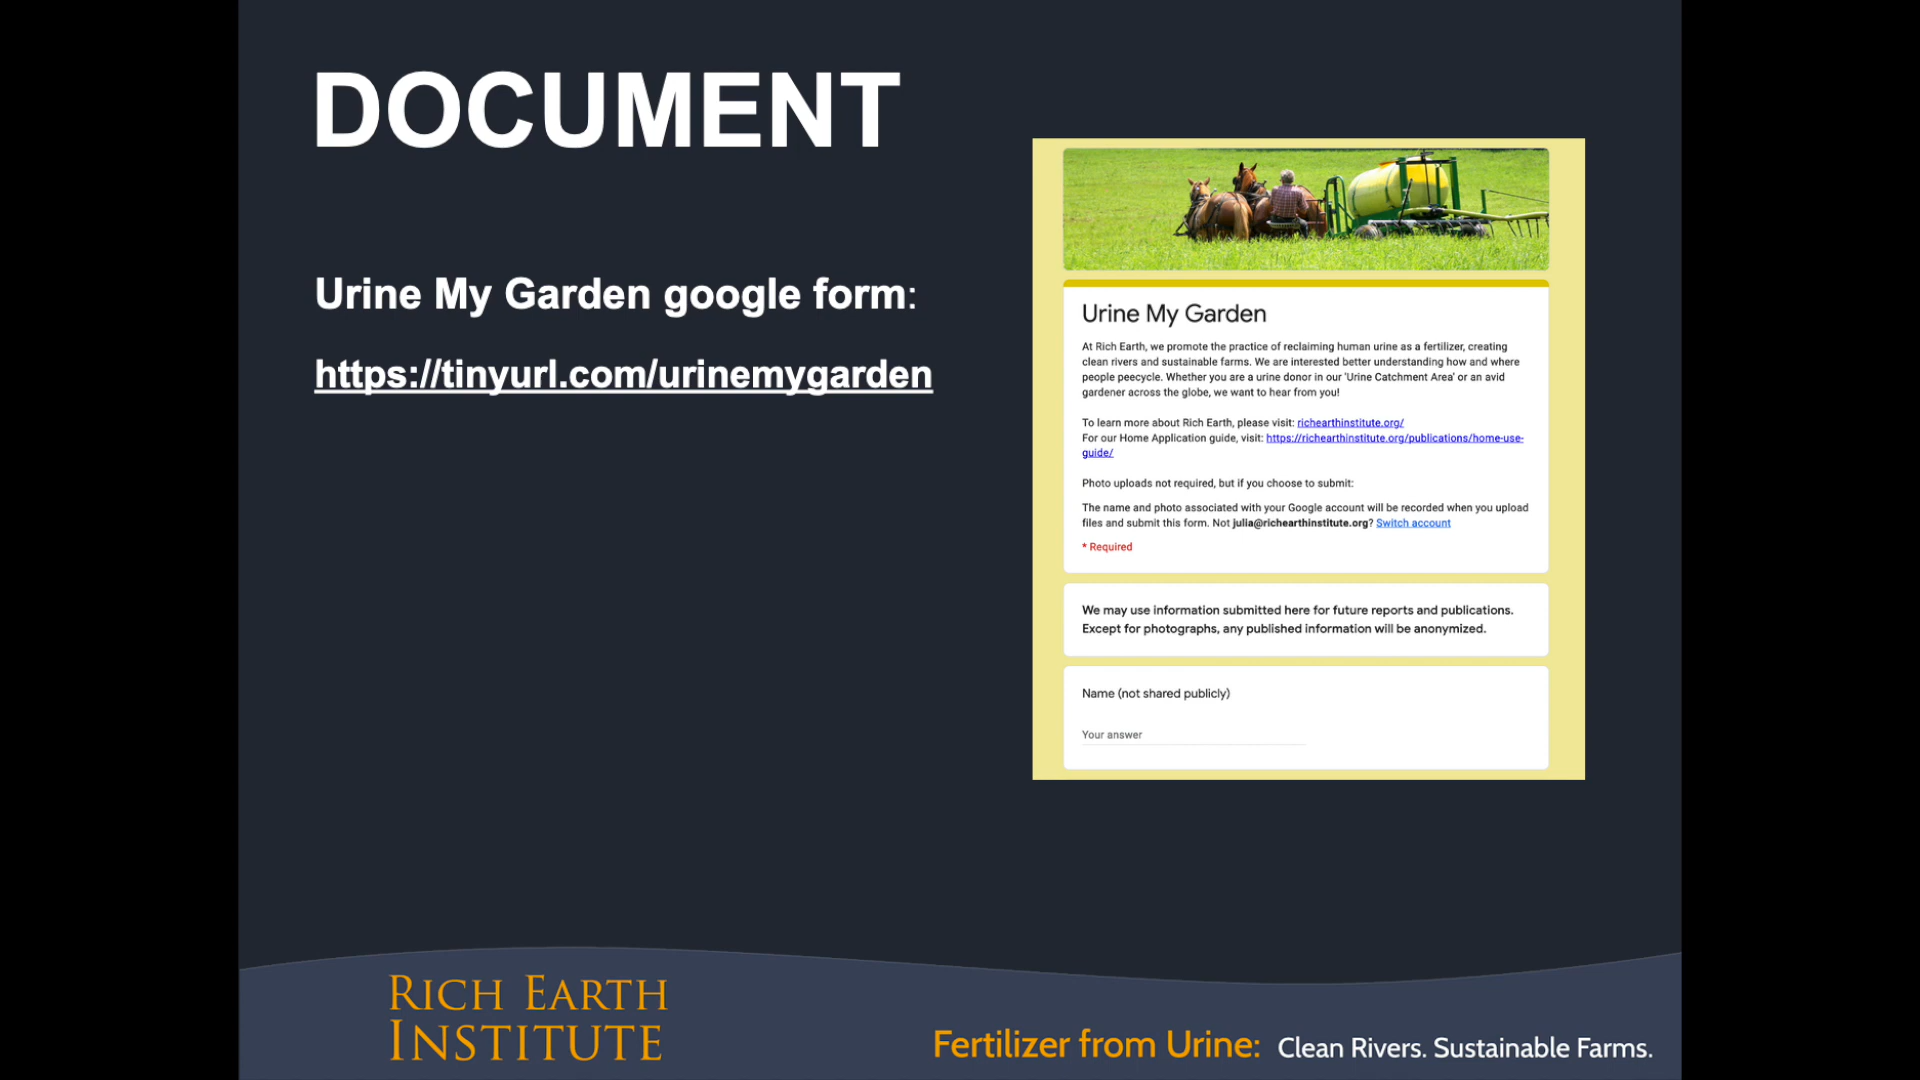 DOCUMENT
Urine My Garden google form:
https://tinyurl.com/urinemygarden
Urine My Garden
At Rich Earth, we promote the practice of reclaiming human urine as a fertilizer, creating
clean rivers and sustainable farms. We are interested better understanding how and where
people peecycle. Whether you are a urine donor in our 'Urine Catchment Area' or an avid
gardener across the globe, we want to hear from you!
To learn more about Rich Earth, please visit: richearthinstitute.org/
For our Home Application guide, visit: https://richearthinstitute.org/publications/home-use-
guide/
Photo uploads not required, but if you choose to submit:
The name and photo associated with your Google account will be recorded when you upload
files and submit this form. Not julia@richearthinstitute.org? Switch account
* Required
We may use information submitted here for future reports and publications.
Except for photographs, any published information will be anonymized.
Name (not shared publicly)
Your answer
RICH EARTH
INSTITUTE
Fertilizer from Urine: Clean Rivers. Sustainable Farms.